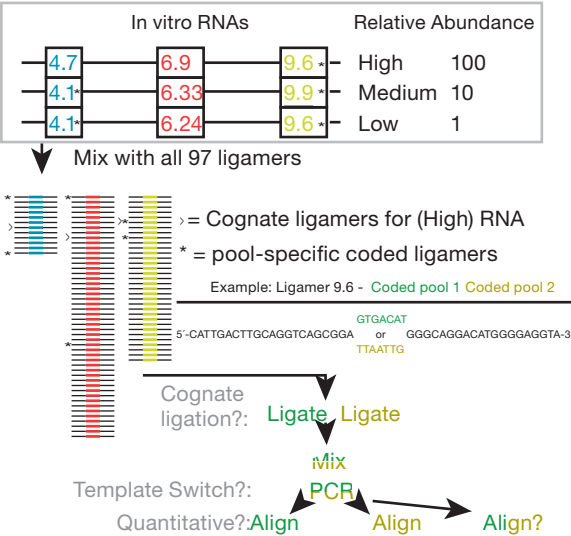 In vitro RNAs Relative Abundance
4.7 6.9 9.6 * High 100
4.1* 6.33 9.9 * Medium 10
4.1* 6.24 9.6 * Low 1
Mix with all 97 ligamers
› = Cognate ligamers for (High) RNA
* = pool-specific coded ligamers
Example: Ligamer 9.6 - Coded pool 1 Coded pool 2
GTGACAT
5´-CATTGACTTGCAGGTCAGCGGA or GGGCAGGACATGGGGAGGTA-3
TTAATTG
Cognate
ligation?: Ligate Ligate
Mix
Template Switch?: PCR
Quantitative?: Align Align Align?